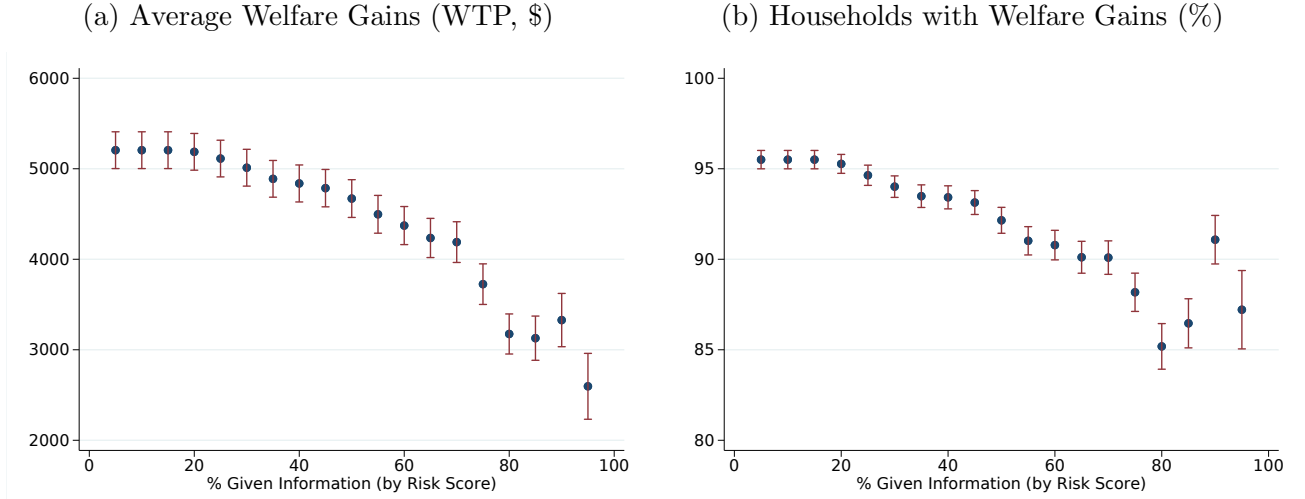 (a) Average Welfare Gains (WTP, $)
6000
5000
4000
3000
2000
0 20 40 60 80 100
% Given Information (by Risk Score)
(b) Households with Welfare Gains (%)
100
95
90
85
80
0 20 40 60 80 100
% Given Information (by Risk Score)